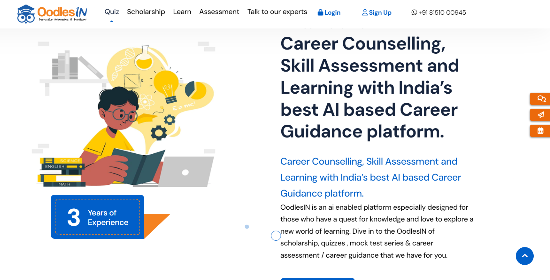 OodlesIN
Quiz Scholarship Learn Assessment Talk to our experts Login Sign Up +91 81510 00945
Career Counselling,
Skill Assessment and
Learning with India's
best AI based Career
Guidance platform.
Career Counselling, Skill Assessment and
Learning with India's best AI based Career
Guidance platform.
OodlesIN is an ai enabled platform especially designed for
those who have a quest for knowledge and love to explore a
new world of learning. Dive in to the OodlesIN of
scholarship, quizzes , mock test series & career
assessment / career guidance that we have for you.
ENGLISH
MATH
3 Years of
Experience